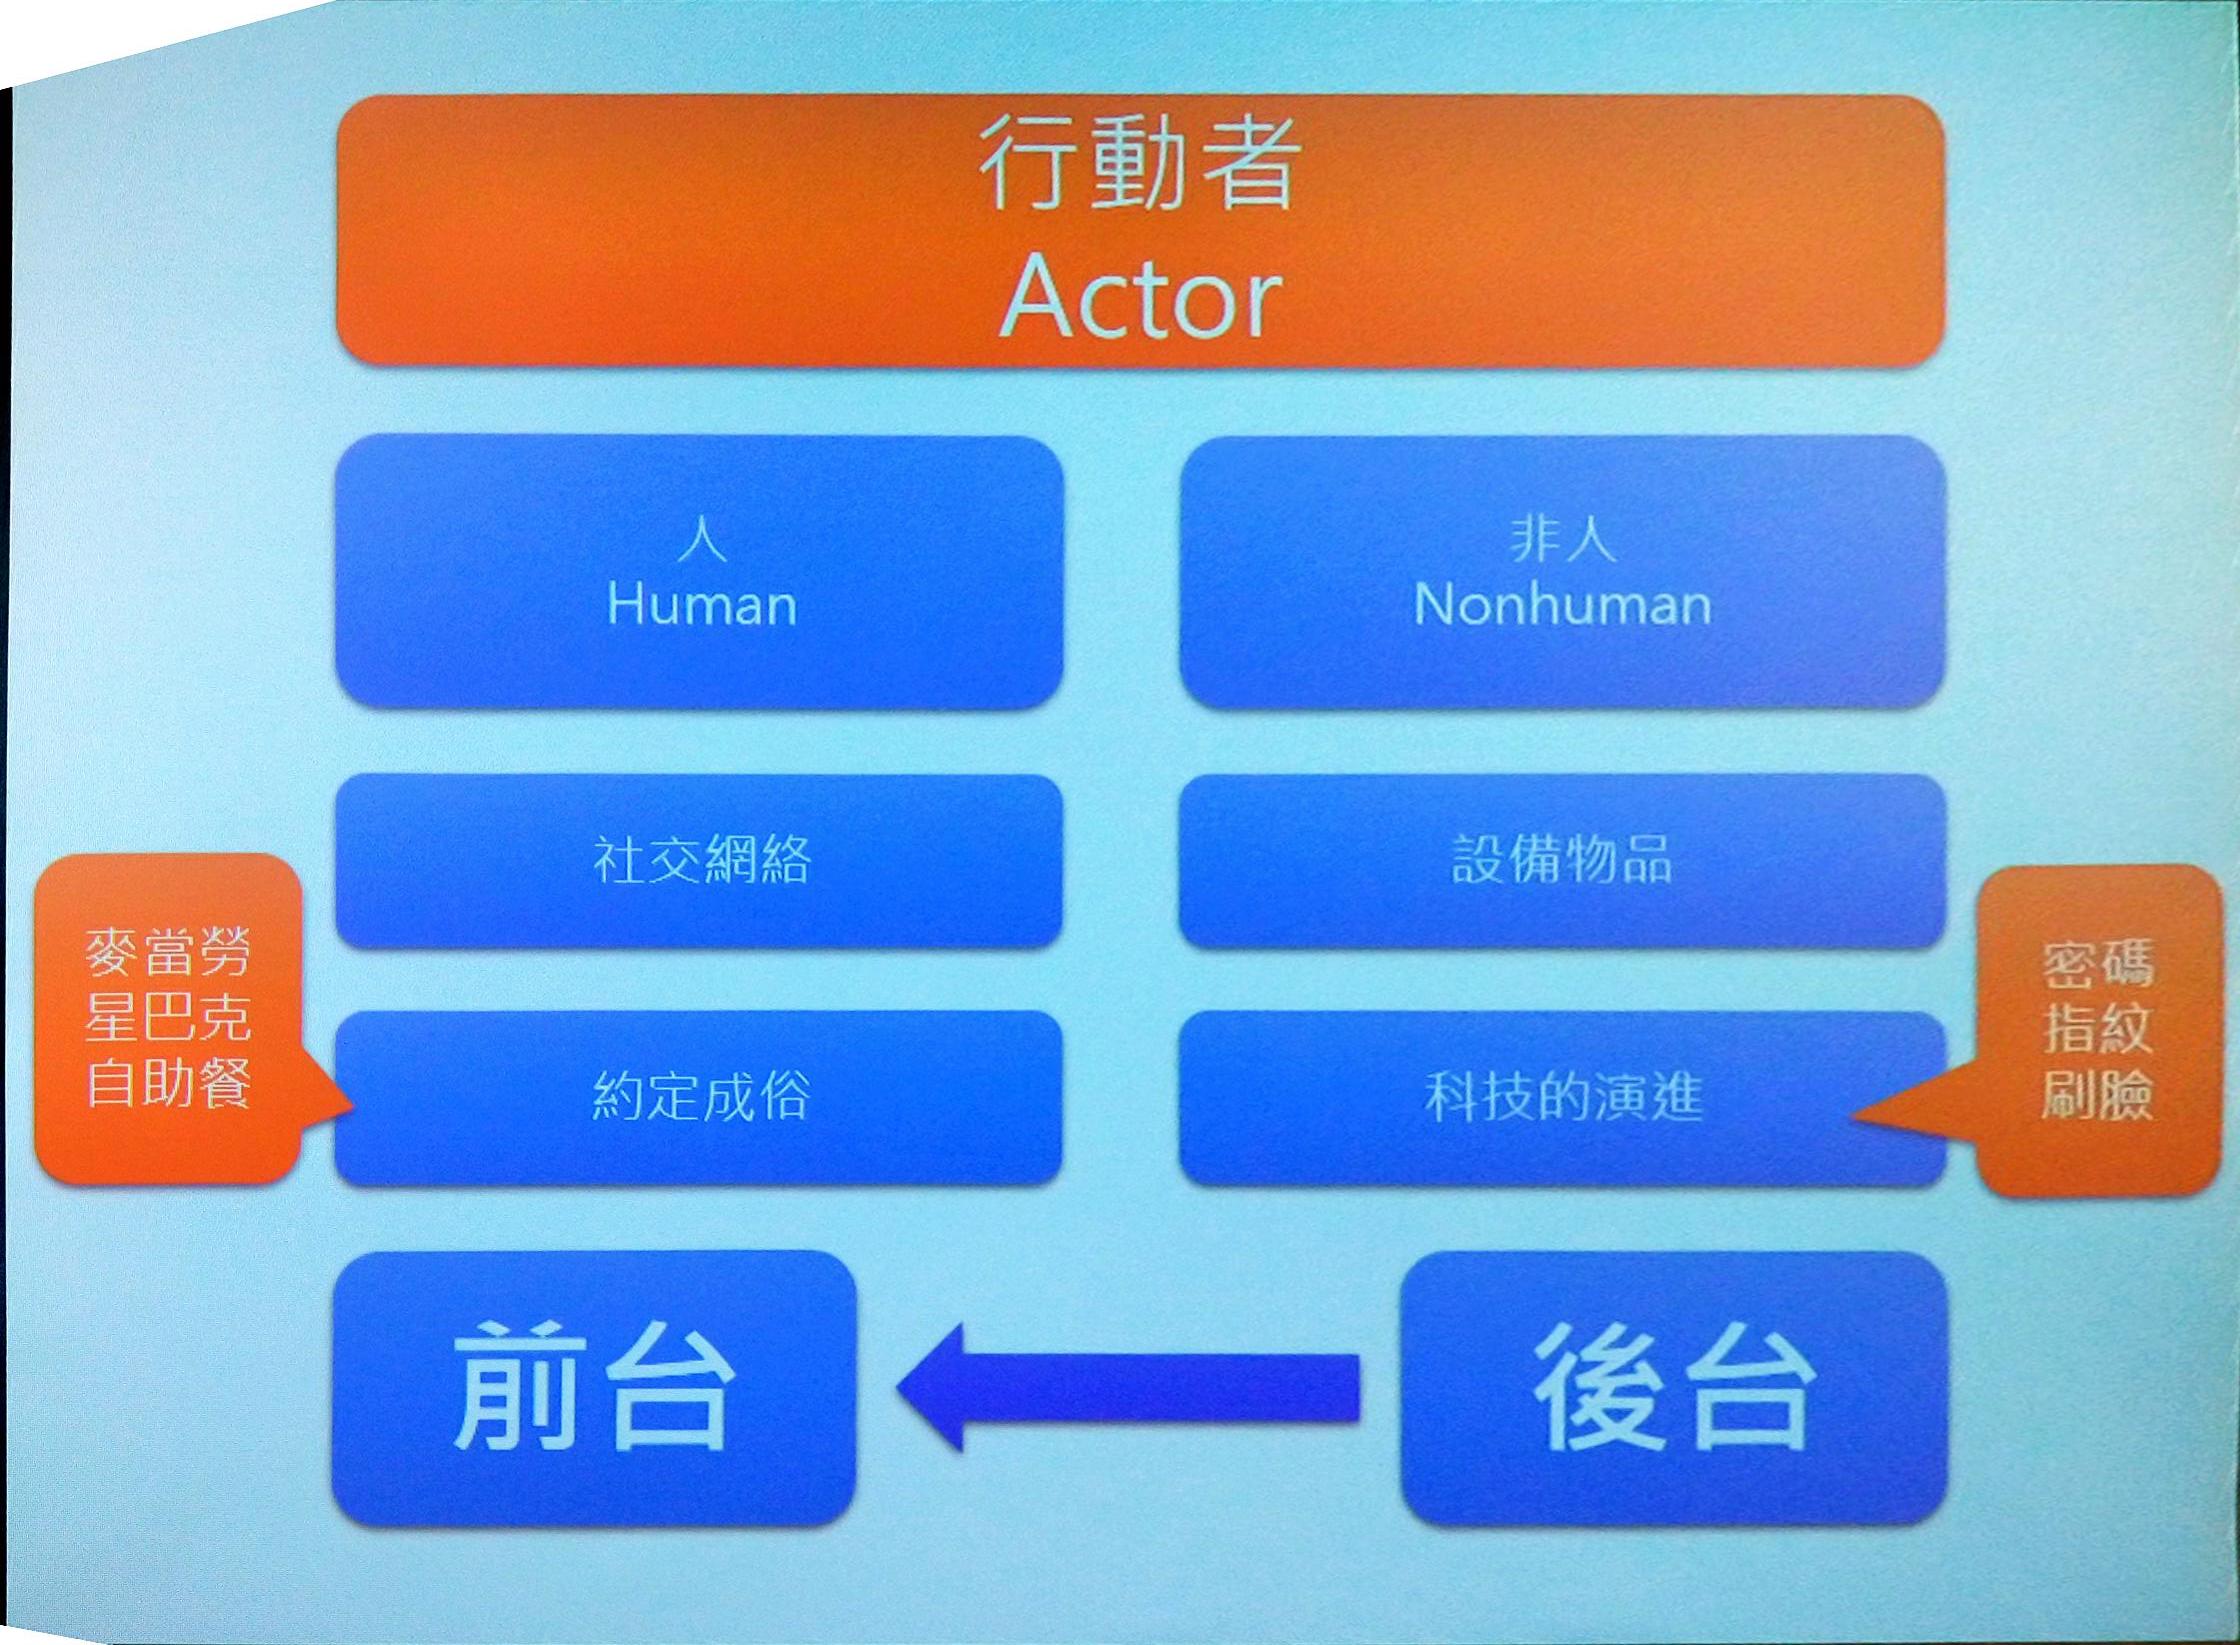 行動者
Actor
人
Human
非人
Nonhuman
社交網絡
設備物品
麥當勞
星巴克
自助餐
約定成俗
科技的演進
密碼
指紋
刷臉
前台
後台